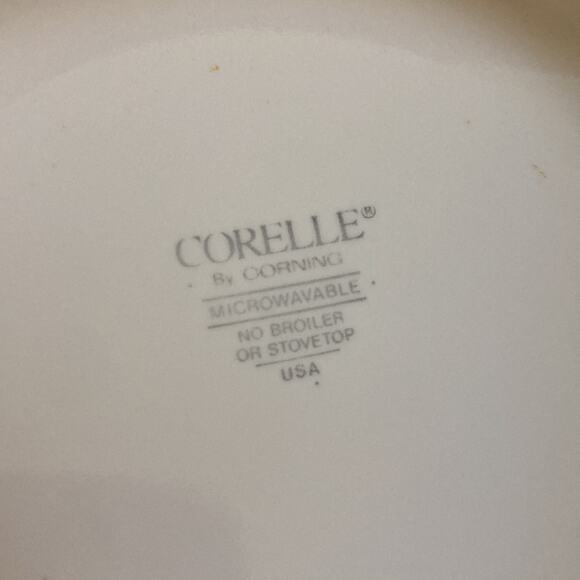 CORELLE®
By CORNING
MICROWAVABLE
NO BROILER
OR STOVETOP
USA